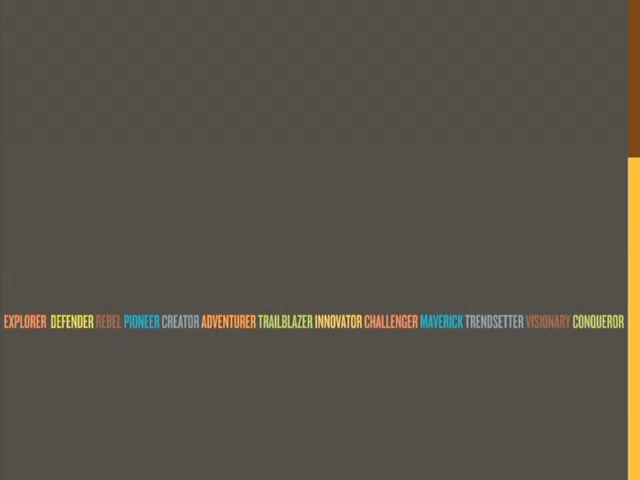 EXPLORER DEFENDER REBEL PIONEER CREATOR ADVENTURER TRAILBLAZER INNOVATOR CHALLENGER MAVERICK TRENDSETTER VISIONARY CONQUEROR